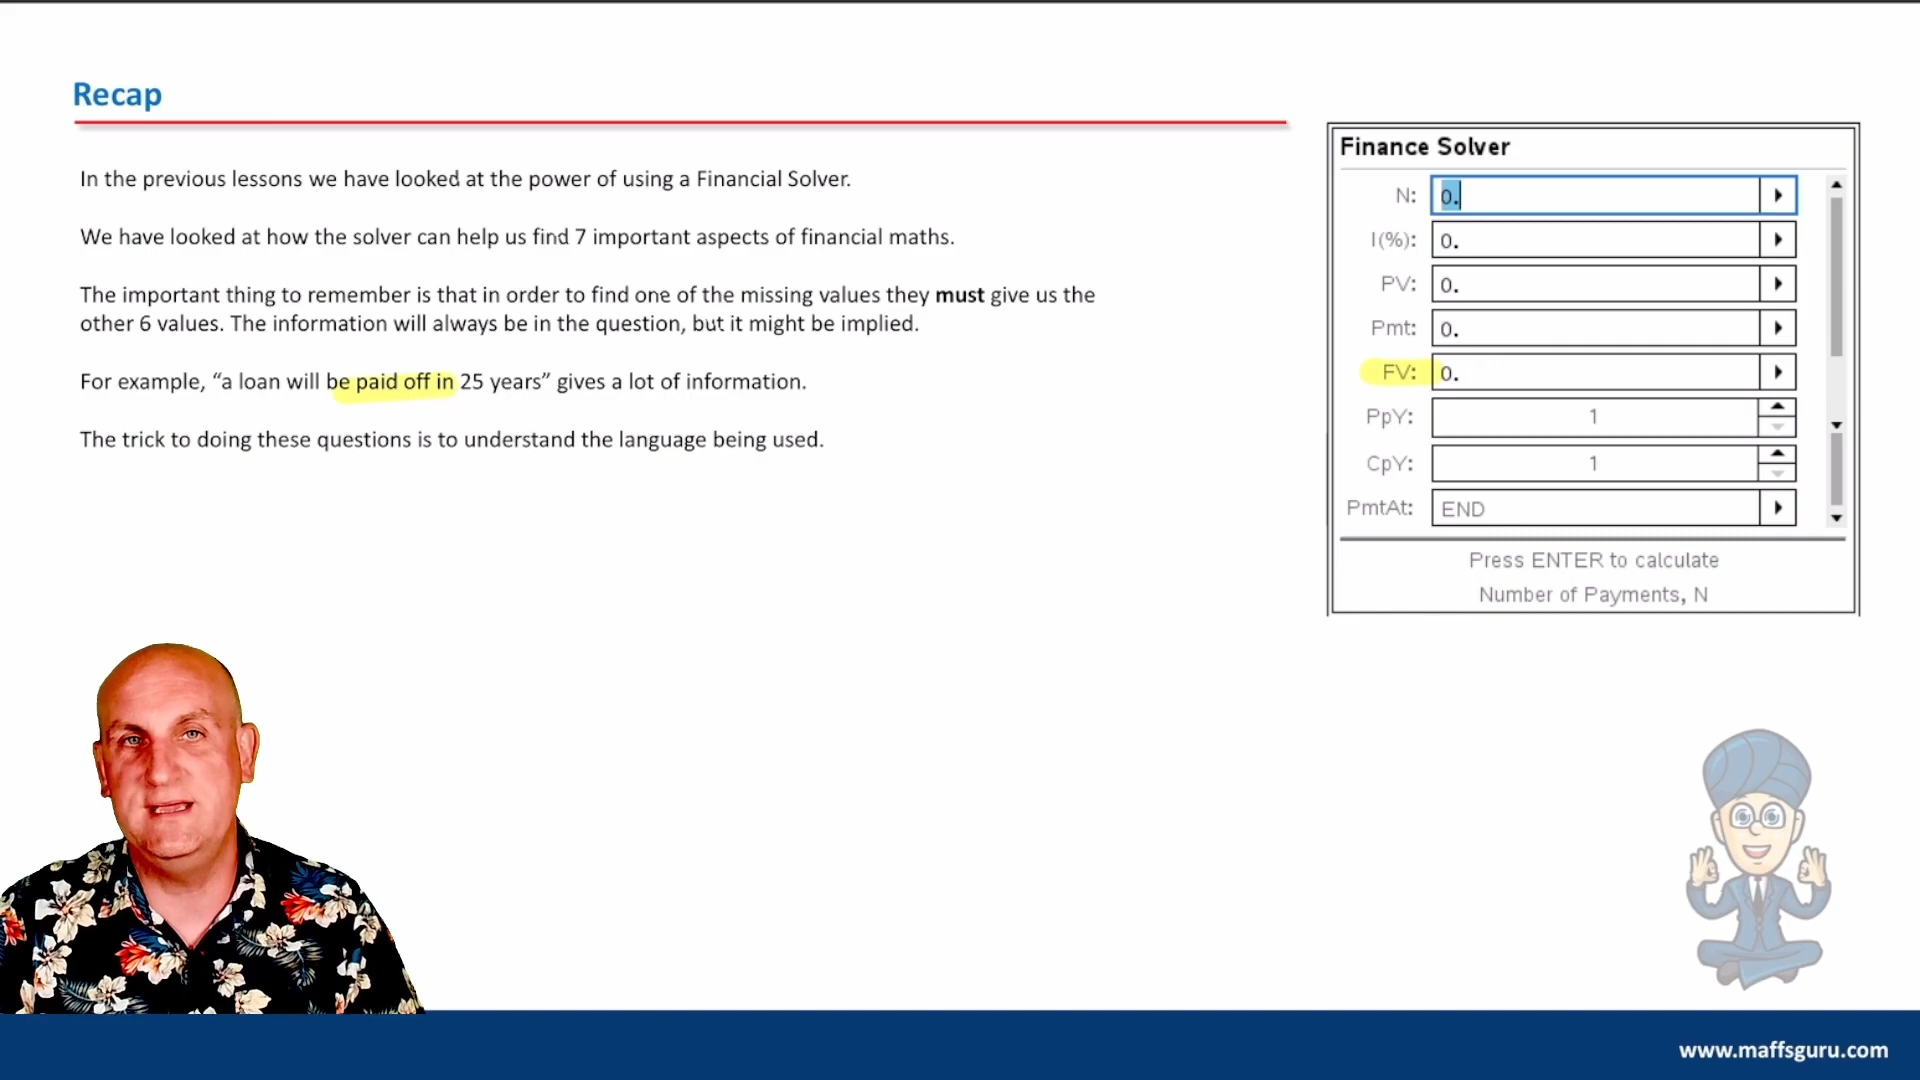 Recap
In the previous lessons we have looked at the power of using a Financial Solver.
We have looked at how the solver can help us find 7 important aspects of financial maths.
The important thing to remember is that in order to find one of the missing values they must give us the
other 6 values. The information will always be in the question, but it might be implied.
For example, “a loan will be paid off in 25 years” gives a lot of information.
The trick to doing these questions is to understand the language being used.
Finance Solver
N: 0.
I(%): 0.
PV: 0.
Pmt: 0.
FV: 0.
PpY: 1
CpY: 1
PmtAt: END
Press ENTER to calculate
Number of Payments, N
www.maffsguru.com